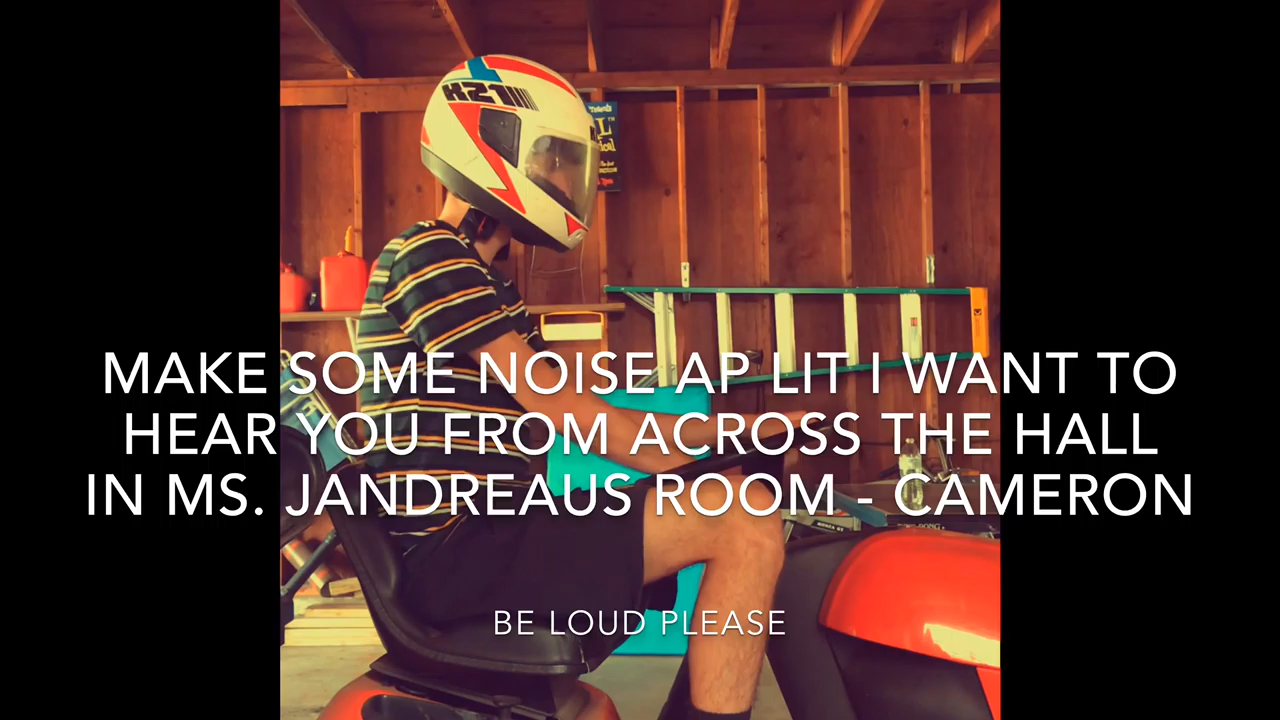 KZ1
MAKE SOME NOISE AP LIT I WANT TO
HEAR YOU FROM ACROSS THE HALL
IN MS. JANDREAUS ROOM - CAMERON
BE LOUD PLEASE